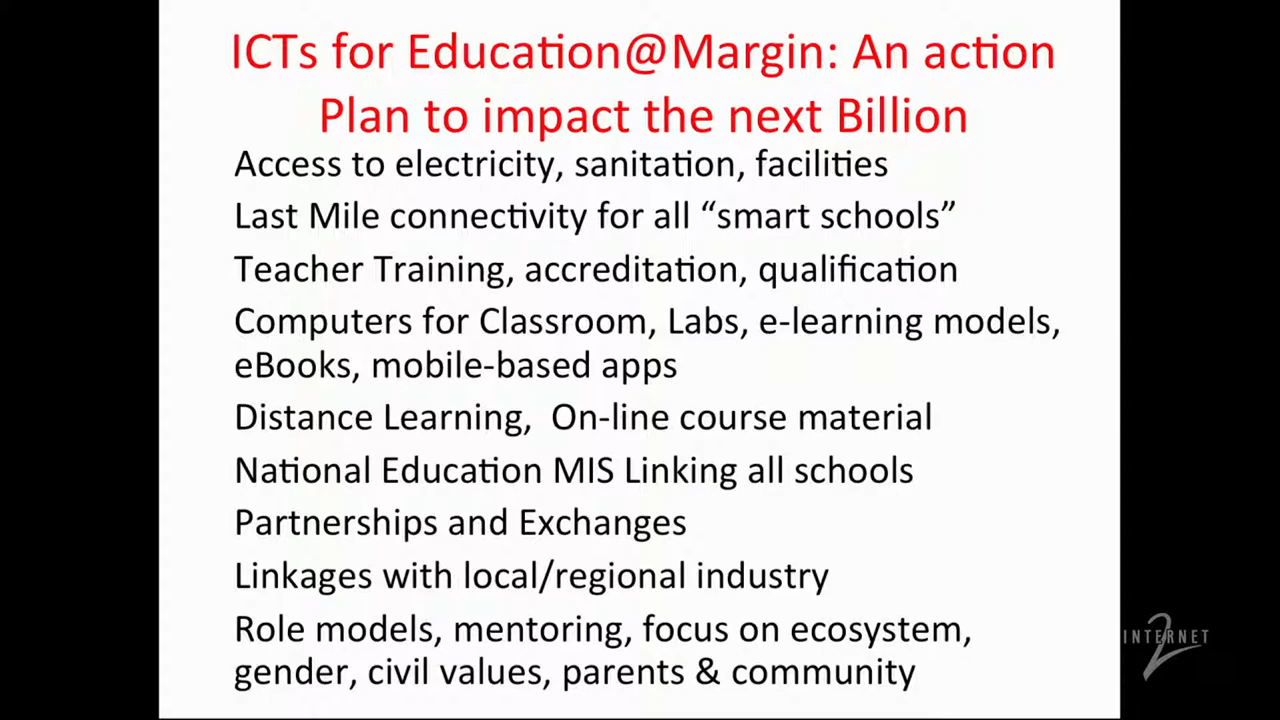 ICTs for Education@Margin: An action
Plan to impact the next Billion
Access to electricity, sanitation, facilities
Last Mile connectivity for all “smart schools”
Teacher Training, accreditation, qualification
Computers for Classroom, Labs, e-learning models,
eBooks, mobile-based apps
Distance Learning,  On-line course material
National Education MIS Linking all schools
Partnerships and Exchanges
Linkages with local/regional industry
Role models, mentoring, focus on ecosystem,
gender, civil values, parents & community
INTERNET
2